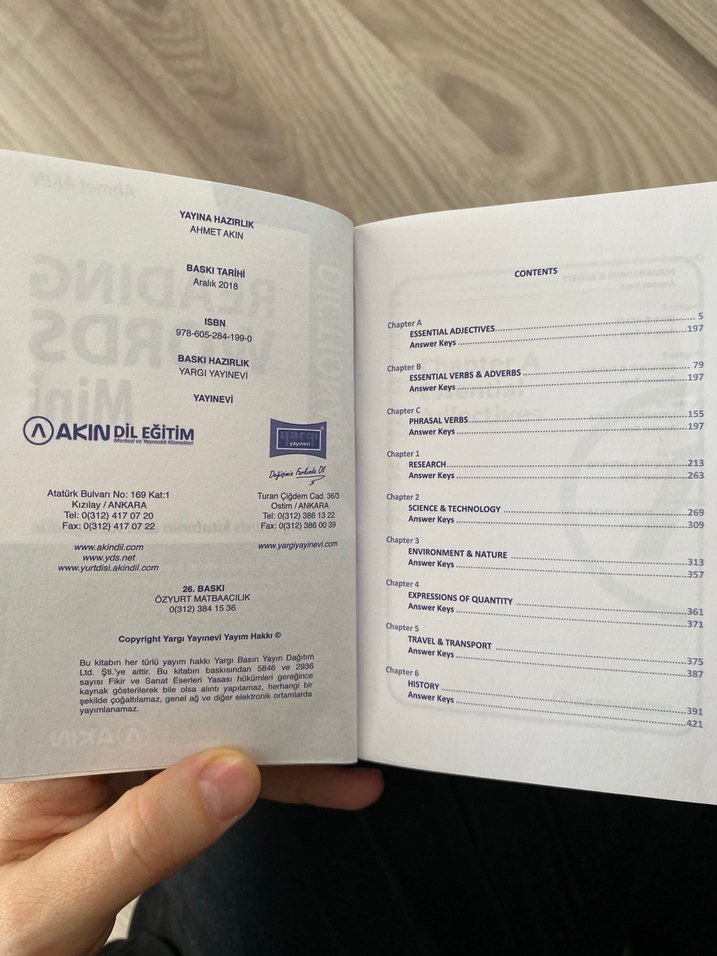 YAYINA HAZIRLIK
AHMET AKIN
BASKI TARİHİ
Aralık 2018
ISBN
978-605-284-199-0
BASKI HAZIRLIK
YARGI YAYINEVİ
YAYINEVİ
AKIN DİL EĞİTİM
Merkezi ve Yayıncılık Hizmetleri
Atatürk Bulvarı No: 169 Kat:1
Kızılay / ANKARA
Tel: 0(312) 417 07 20
Fax: 0(312) 417 07 22
www.akindil.com
www.yds.net
www.yurtdisi.akindil.com
yargı
yayınevi
Değişimin Farkında Ol
Turan Çiğdem Cad. 36/3
Ostim / ANKARA
Tel: 0(312) 386 13 22
Fax: 0(312) 386 00 39
www.yargiyayinevi.com
26. BASKI
ÖZYURT MATBAACILIK
0(312) 384 15 36
Copyright Yargı Yayınevi Yayım Hakkı ©
Bu kitabın her türlü yayım hakkı Yargı Basın Yayın Dağıtım
Ltd. Şti.'ye aittir. Bu kitabın baskısından 5846 ve 2936
sayısı Fikir ve Sanat Eserleri Yasası hükümleri gereğince
kaynak gösterilerek bile olsa alıntı yapılamaz, herhangi bir
şekilde çoğaltılamaz, genel ağ ve diğer elektronik ortamlarda
yayımlanamaz.
CONTENTS
Chapter A
ESSENTIAL ADJECTIVES 5
Answer Keys 197
Chapter B
ESSENTIAL VERBS & ADVERBS 79
Answer Keys 197
Chapter C
PHRASAL VERBS 155
Answer Keys 197
Chapter 1
RESEARCH 213
Answer Keys 263
Chapter 2
SCIENCE & TECHNOLOGY 269
Answer Keys 309
Chapter 3
ENVIRONMENT & NATURE 313
Answer Keys 357
Chapter 4
EXPRESSIONS OF QUANTITY 361
Answer Keys 371
Chapter 5
TRAVEL & TRANSPORT 375
Answer Keys 387
Chapter 6
HISTORY 391
Answer Keys 421